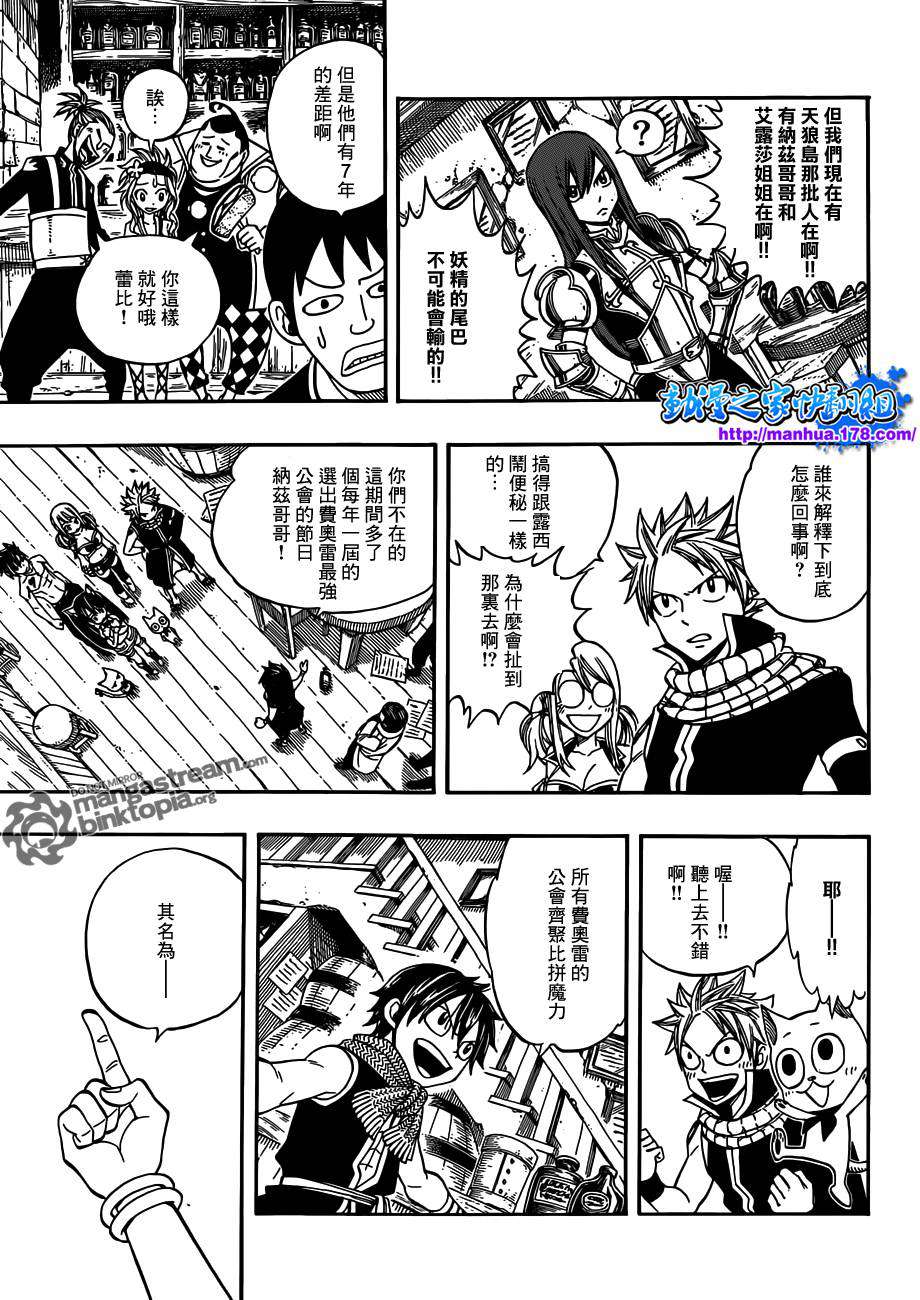 但我們現在有
天狼島那批人在啊!!
有納茲哥哥和
艾露莎姐姐在啊!!
?
妖精的尾巴
不可能會輸的!!
但是他們有7年
的差距啊
誒…
你這樣
就好哦
蕾比!
動漫之家快翻組
http://manhua.178.com/
誰來解釋下到底
怎麼回事啊?
搞得跟露西
鬧便秘一樣
的…
為什麼會扯到
那裏去啊!?
你們不在的
這期間多了
個每年一屆的
選出費奧雷最強
公會的節日
納茲哥哥!
DO NOT MIRROR
mangastream.com
binktopia.org
耶——!!
喔——!!
聽上去不錯
啊!!
所有費奧雷的
公會齊聚比拼魔力
其名為——